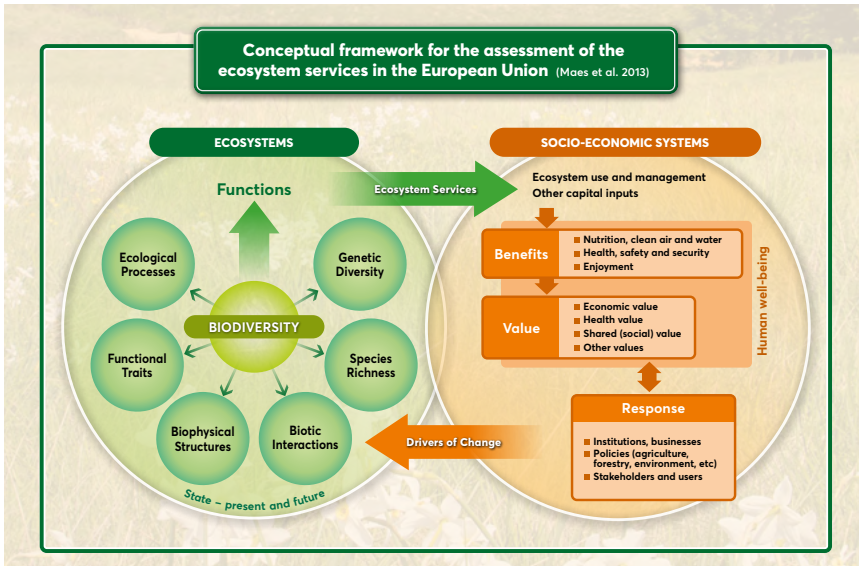 Conceptual framework for the assessment of the
ecosystem services in the European Union (Maes et al. 2013)
ECOSYSTEMS
Functions
Ecological
Processes
Genetic
Diversity
BIODIVERSITY
Functional
Traits
Species
Richness
Biophysical
Structures
Biotic
Interactions
State – present and future
Ecosystem Services
Drivers of Change
SOCIO-ECONOMIC SYSTEMS
Ecosystem use and management
Other capital inputs
Benefits
Nutrition, clean air and water
Health, safety and security
Enjoyment
Value
Economic value
Health value
Shared (social) value
Other values
Human well-being
Response
Institutions, businesses
Policies (agriculture,
forestry, environment, etc)
Stakeholders and users